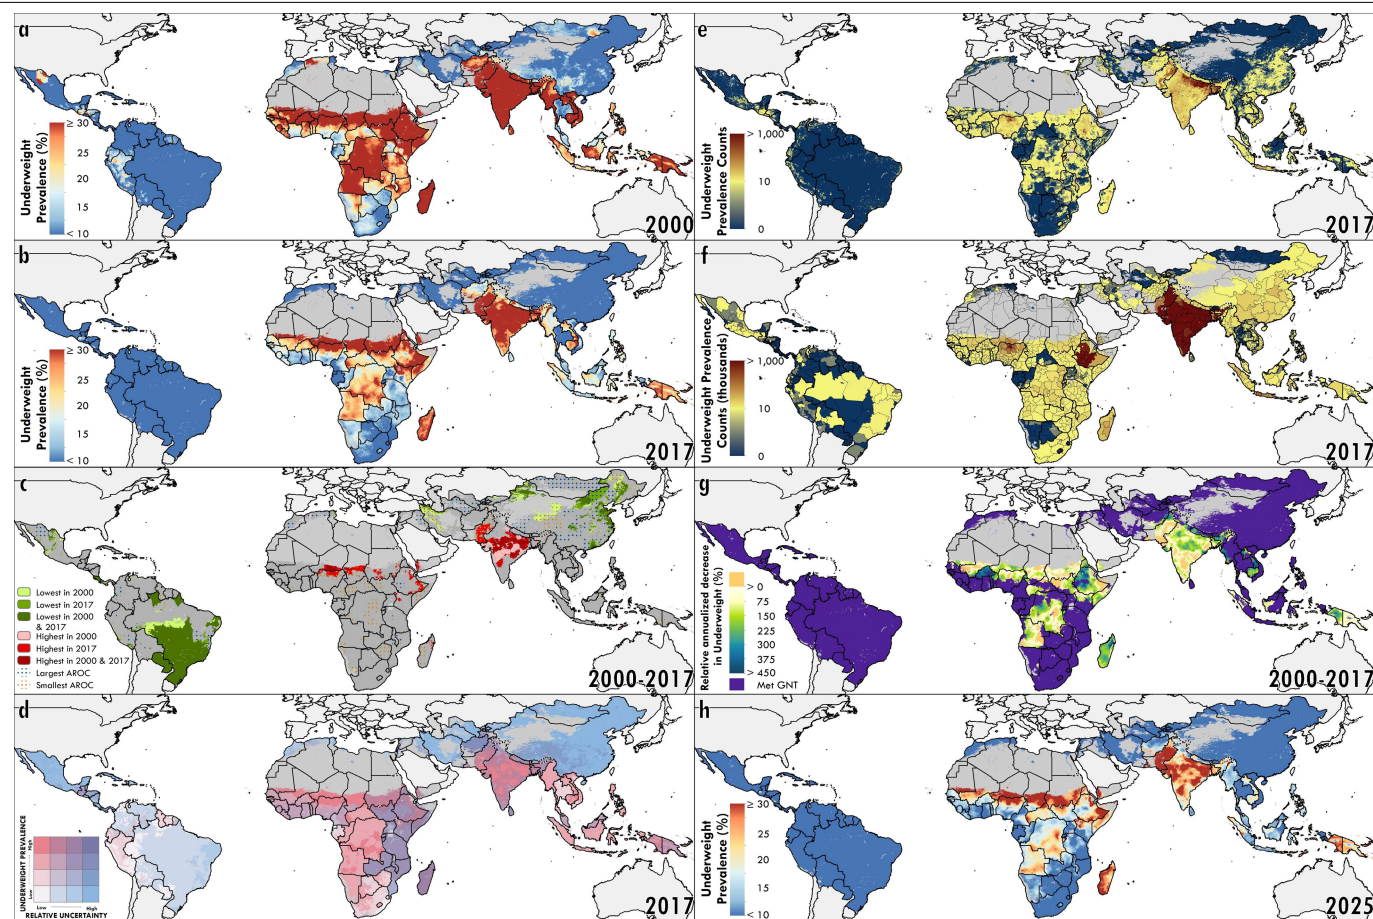 a
Underweight
Prevalence (%)
≥ 30
25
20
15
< 10
2000
b
Underweight
Prevalence (%)
≥ 30
25
20
15
< 10
2017
c
Lowest in 2000
Lowest in 2017
Lowest in 2000
& 2017
Highest in 2000
Highest in 2017
Highest in 2000 & 2017
Largest AROC
Smallest AROC
2000-2017
d
UNDERWEIGHT PREVALENCE
High
Low
Low
High
RELATIVE UNCERTAINTY
2017
e
Underweight
Prevalence Counts
> 1,000
10
0
2017
f
Underweight Prevalence
Counts (thousands)
> 1,000
10
0
2017
g
Relative annualized decrease
in Underweight (%)
> 0
75
150
225
300
375
> 450
Met GNT
2000-2017
h
Underweight
Prevalence (%)
≥ 30
25
20
15
< 10
2025